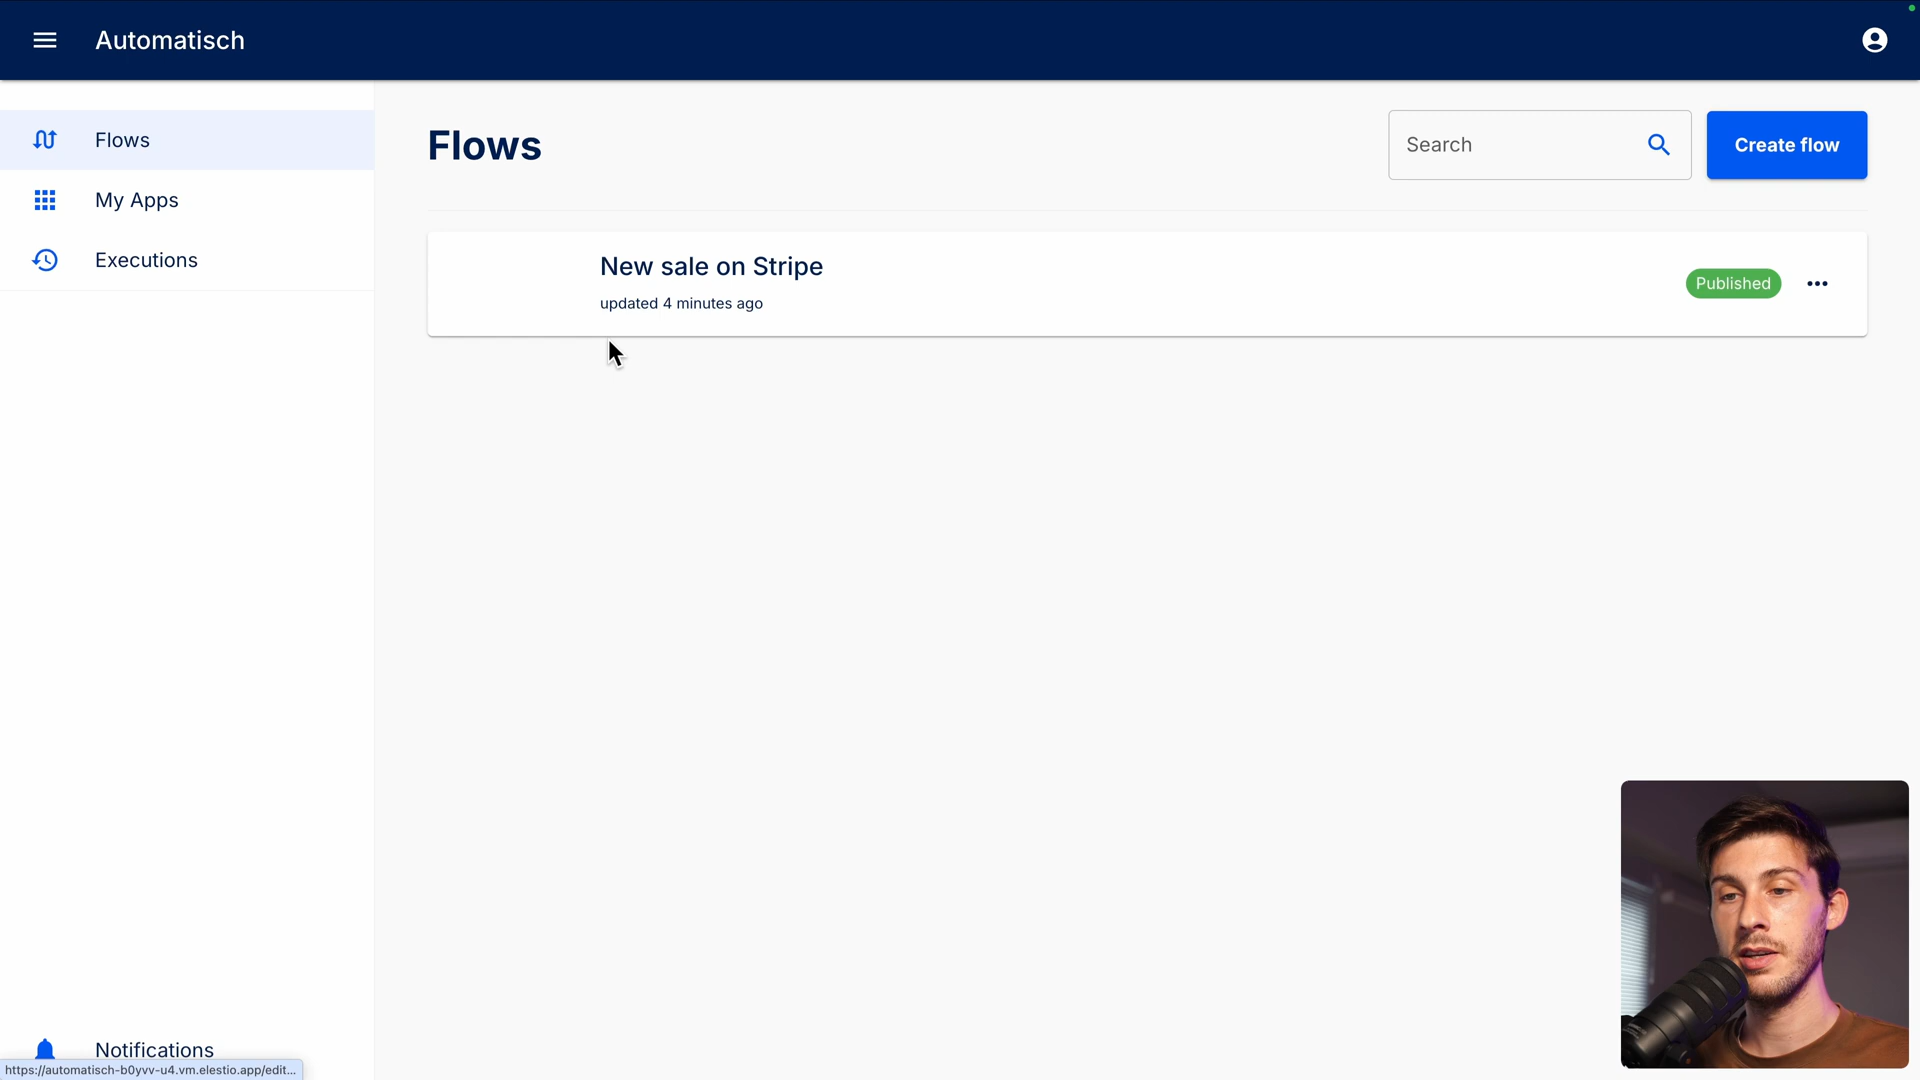 Automatisch
Flows
My Apps
Executions
Flows
Search
Create flow
New sale on Stripe
updated 4 minutes ago
Published
Notifications
https://automatisch-b0yvv-u4.vm.elestio.app/edit...